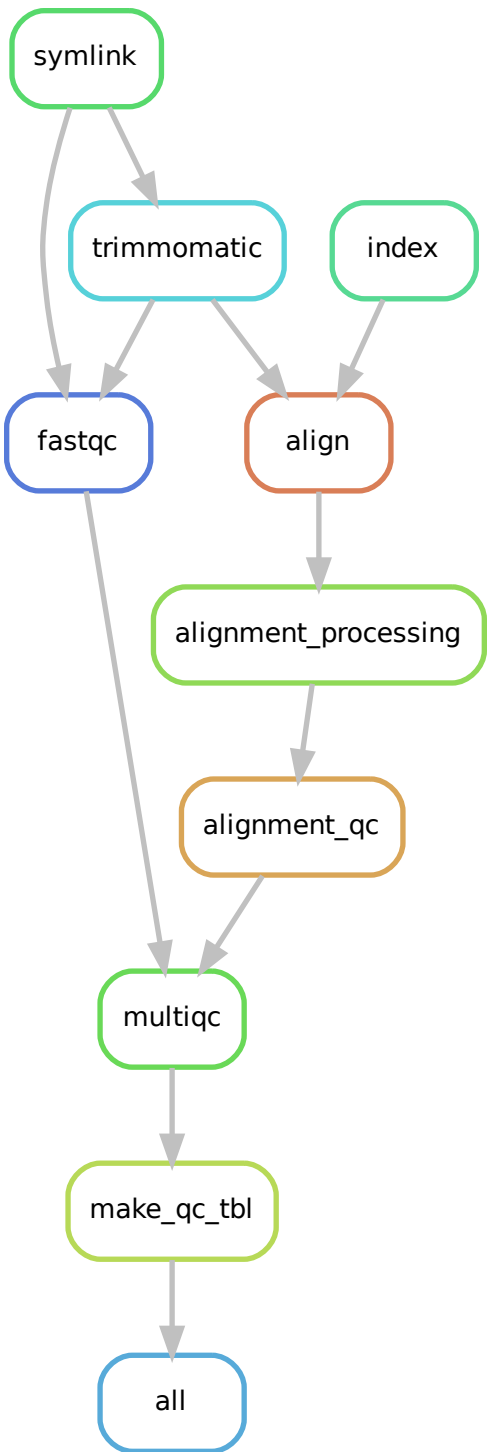 symlink
trimmomatic
index
fastqc
align
alignment_processing
alignment_qc
multiqc
make_qc_tbl
all